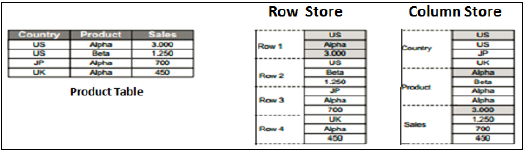 Row Store
Column Store
Country Product Sales
US Alpha 3.000
US Beta 1.250
JP Alpha 700
UK Alpha 450
Product Table
Row 1
US
Alpha
3.000
Row 2
US
Beta
1.250
Row 3
JP
Alpha
700
Row 4
UK
Alpha
450
Country
US
US
JP
UK
Product
Alpha
Beta
Alpha
Alpha
Sales
3.000
1.250
700
450